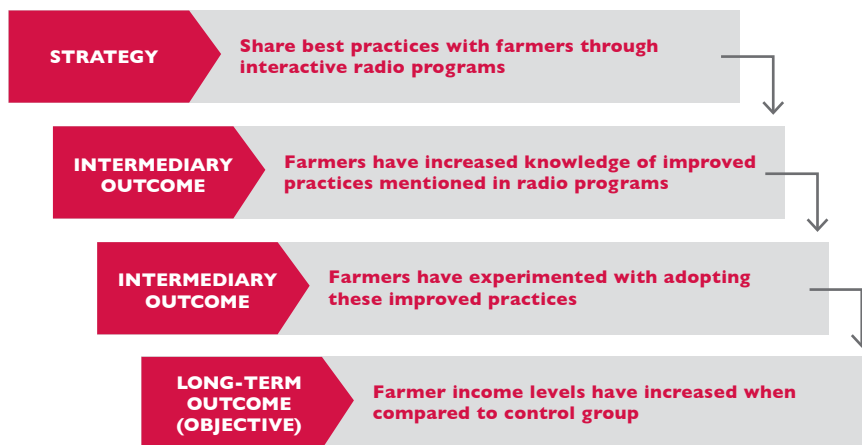 STRATEGY
Share best practices with farmers through
interactive radio programs
INTERMEDIARY
OUTCOME
Farmers have increased knowledge of improved
practices mentioned in radio programs
INTERMEDIARY
OUTCOME
Farmers have experimented with adopting
these improved practices
LONG-TERM
OUTCOME
(OBJECTIVE)
Farmer income levels have increased when
compared to control group